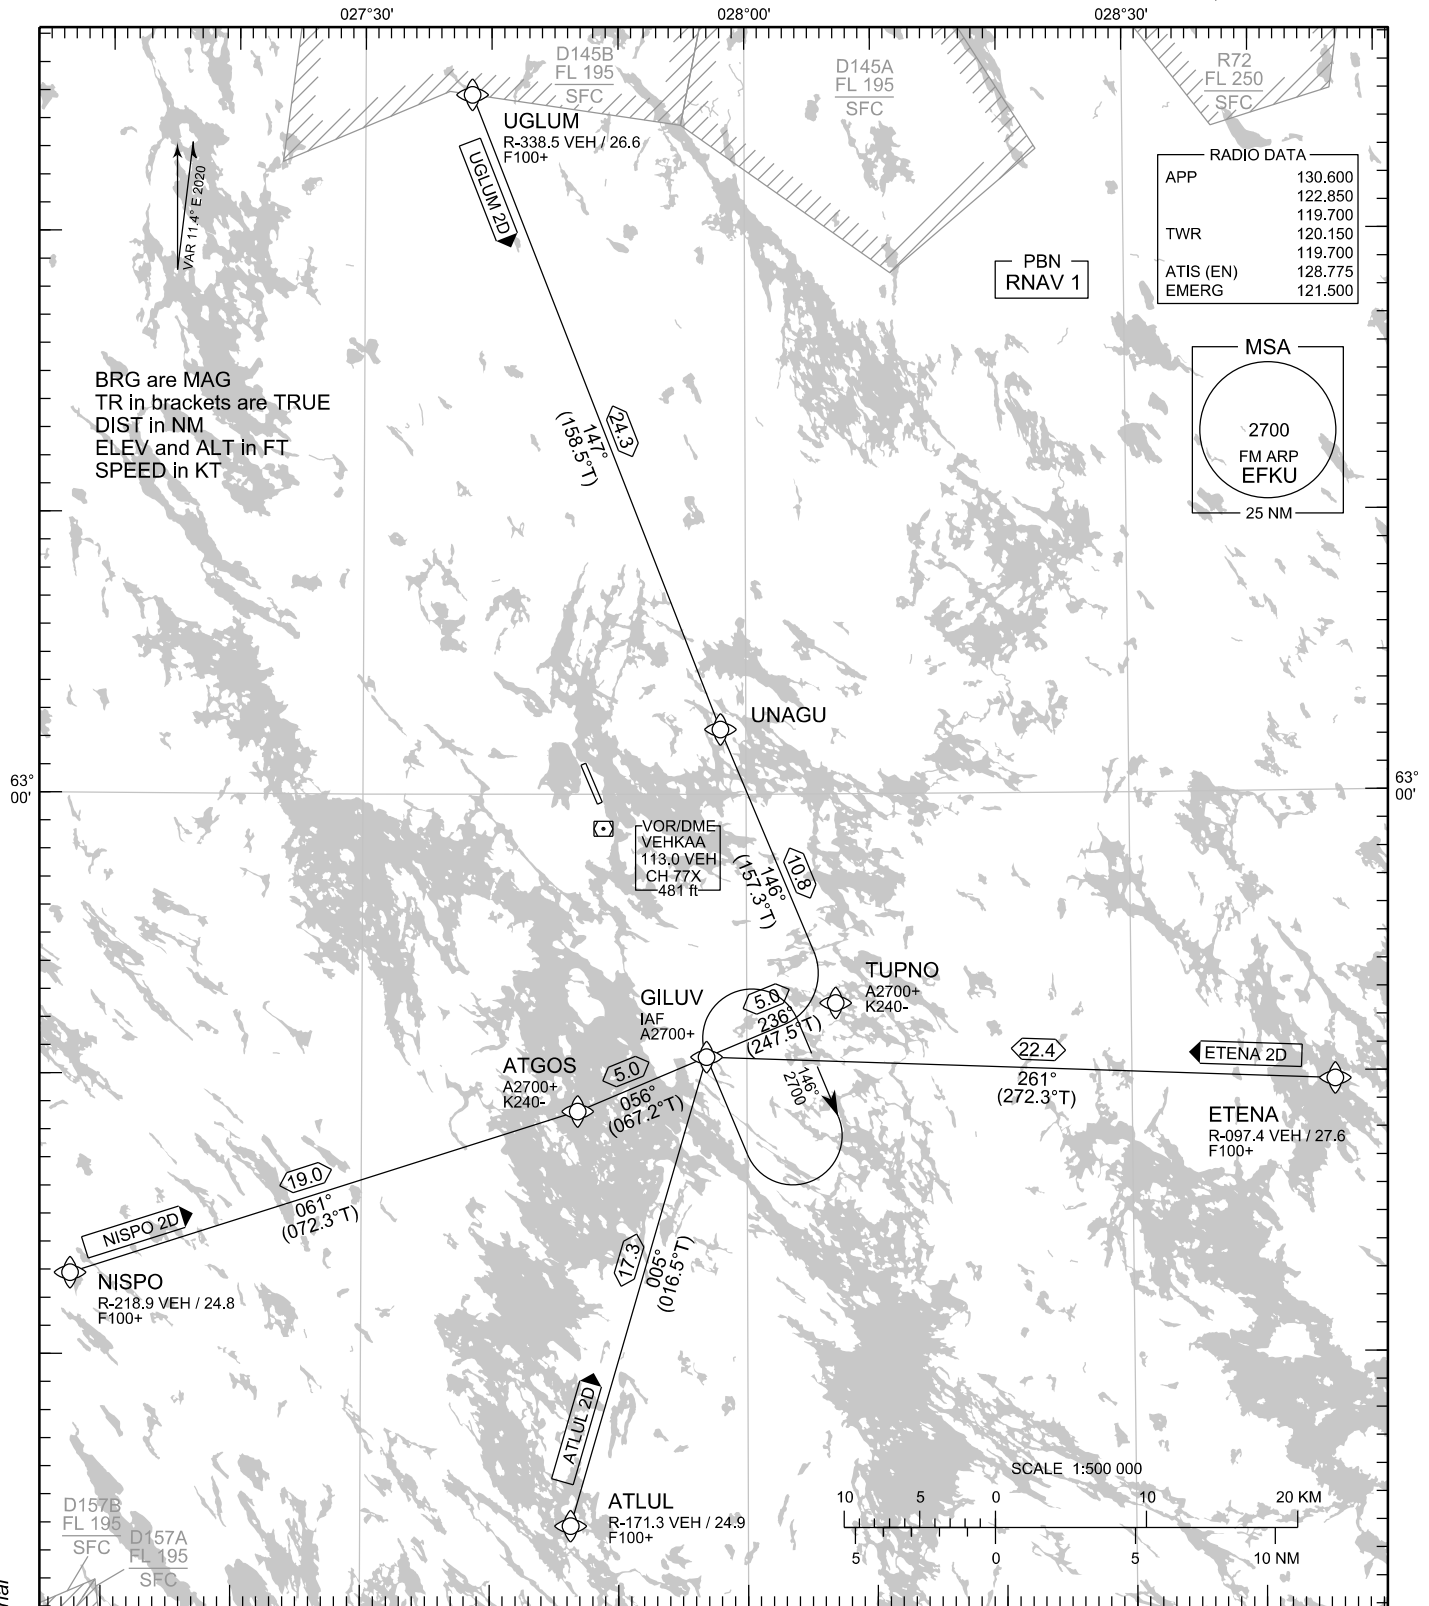 027°30'
028°00'
028°30'
D145B
FL 195
SFC
D145A
FL 195
SFC
R72
FL 250
SFC
UGLUM
R-338.5 VEH / 26.6
F100+
UGLUM 2D
VAR 11.4° E 2020
RADIO DATA
APP 130.600
122.850
119.700
TWR 120.150
119.700
ATIS (EN) 128.775
EMERG 121.500
PBN
RNAV 1
MSA
2700
FM ARP
EFKU
25 NM
BRG are MAG
TR in brackets are TRUE
DIST in NM
ELEV and ALT in FT
SPEED in KT
24.3
147°
(158.5°T)
UNAGU
63°
00'
63°
00'
VOR/DME
VEHKAA
113.0 VEH
CH 77X
481 ft
10.8
146°
(157.3°T)
TUPNO
A2700+
K240-
GILUV
IAF
A2700+
5.0
236°
(247.5°T)
146°
2700
22.4
261°
(272.3°T)
ETENA 2D
ETENA
R-097.4 VEH / 27.6
F100+
ATGOS
A2700+
K240-
5.0
056°
(067.2°T)
19.0
061°
(072.3°T)
NISPO 2D
NISPO
R-218.9 VEH / 24.8
F100+
17.3
005°
(016.5°T)
ATLUL 2D
ATLUL
R-171.3 VEH / 24.9
F100+
SCALE 1:500 000
10 5 0 10 20 KM
5 0 5 10 NM
D157B
FL 195
SFC
D157A
FL 195
SFC